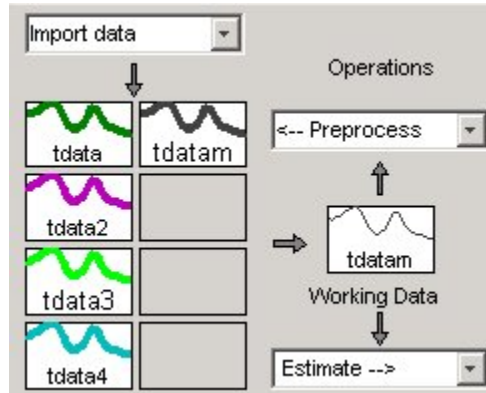 Import data
Operations
tdata
tdatam
<-- Preprocess
tdata2
tdatam
tdata3
Working Data
tdata4
Estimate -->